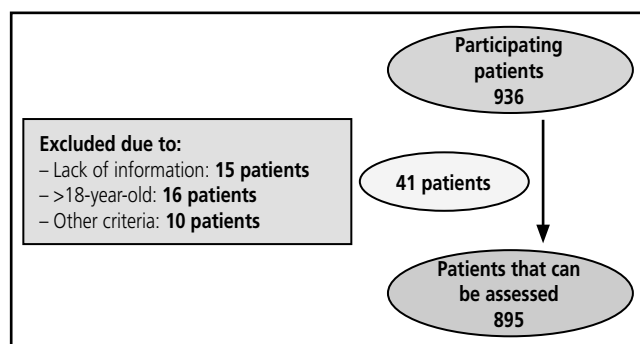 Participating
patients
936
Excluded due to:
– Lack of information: 15 patients
– >18-year-old: 16 patients
– Other criteria: 10 patients
41 patients
Patients that can
be assessed
895